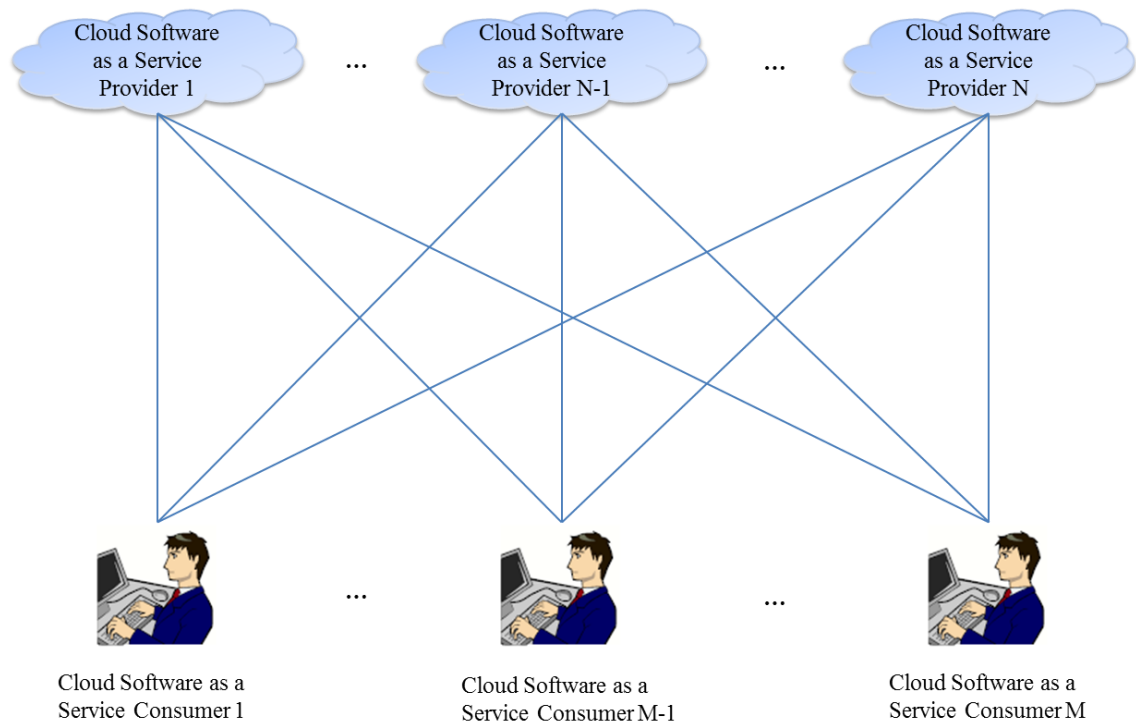 Cloud Software
as a Service
Provider 1
...
Cloud Software
as a Service
Provider N-1
...
Cloud Software
as a Service
Provider N
...
...
Cloud Software as a
Service Consumer 1
Cloud Software as a
Service Consumer M-1
Cloud Software as a
Service Consumer M